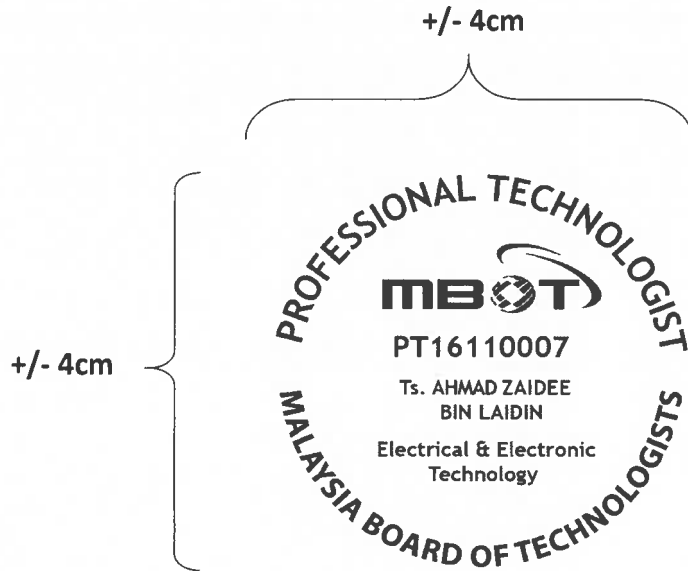 +/- 4cm
+/- 4cm
PROFESSIONAL TECHNOLOGIST
MBOT
PT16110007
Ts. AHMAD ZAIDEE
BIN LAIDIN
Electrical & Electronic
Technology
MALAYSIA BOARD OF TECHNOLOGISTS